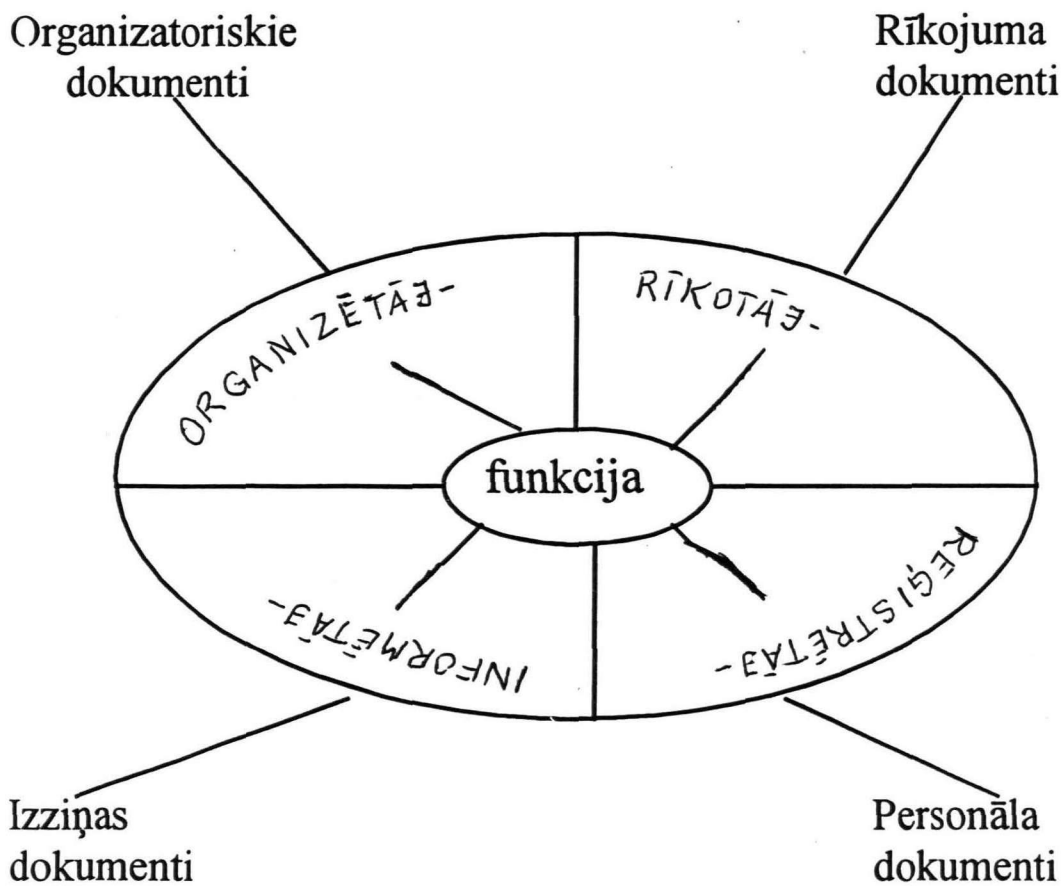 Organizatoriskie
dokumenti
Rīkojuma
dokumenti
ORGANIZĒTĀJ-
RĪKOTĀJ-
funkcija
INFORMĒTĀJ-
REĢISTRĒTĀJ-
Izziņas
dokumenti
Personāla
dokumenti